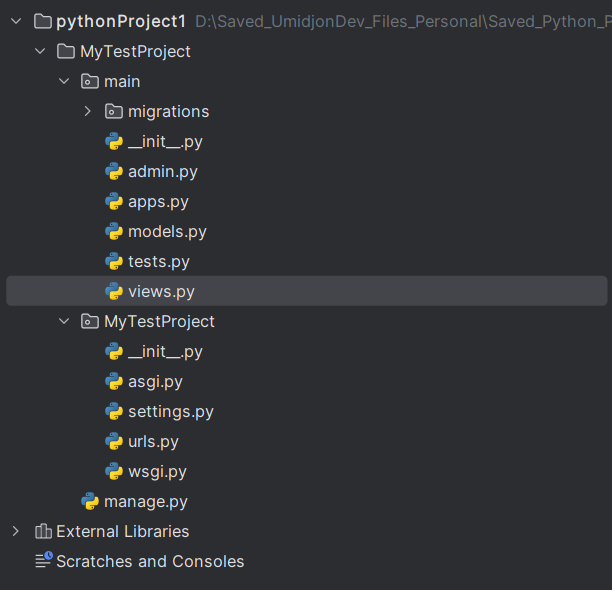 pythonProject1 D:\Saved_UmidjonDev_Files_Personal\Saved_Python_P
MyTestProject
main
migrations
__init__.py
admin.py
apps.py
models.py
tests.py
views.py
MyTestProject
__init__.py
asgi.py
settings.py
urls.py
wsgi.py
manage.py
External Libraries
Scratches and Consoles